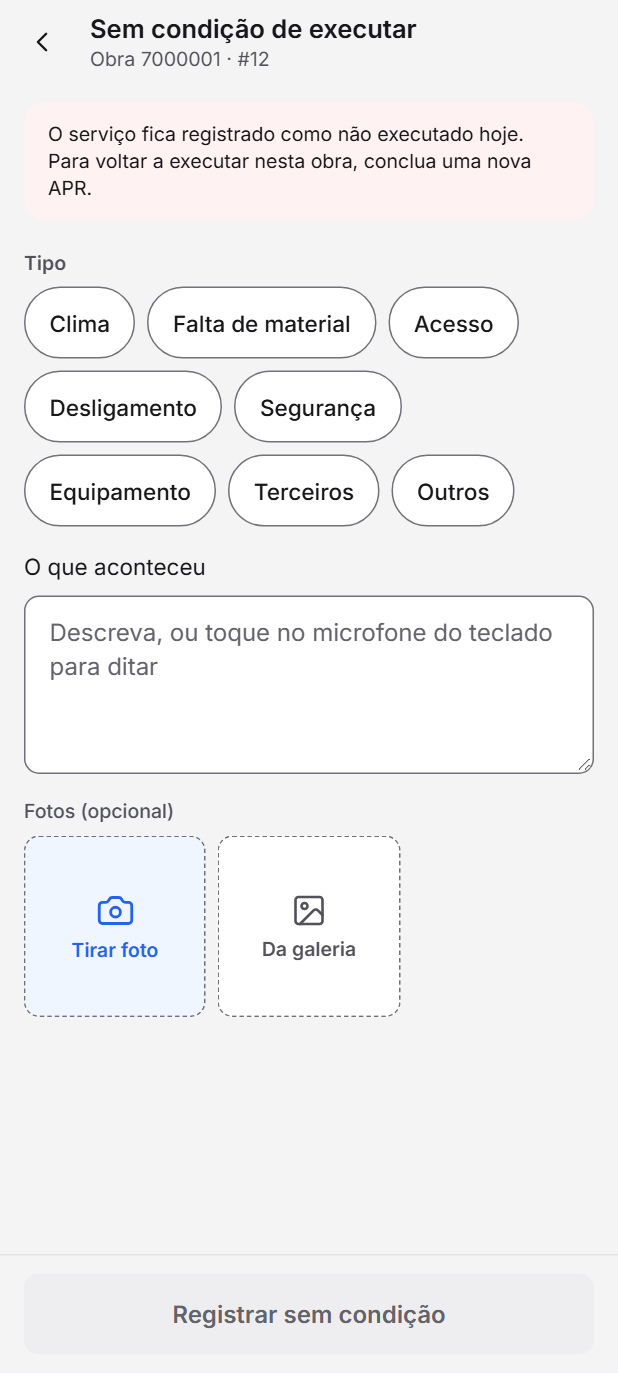 Sem condição de executar
Obra 7000001 · #12
O serviço fica registrado como não executado hoje.
Para voltar a executar nesta obra, conclua uma nova
APR.
Tipo
Clima
Falta de material
Acesso
Desligamento
Segurança
Equipamento
Terceiros
Outros
O que aconteceu
Descreva, ou toque no microfone do teclado
para ditar
Fotos (opcional)
Tirar foto
Da galeria
Registrar sem condição